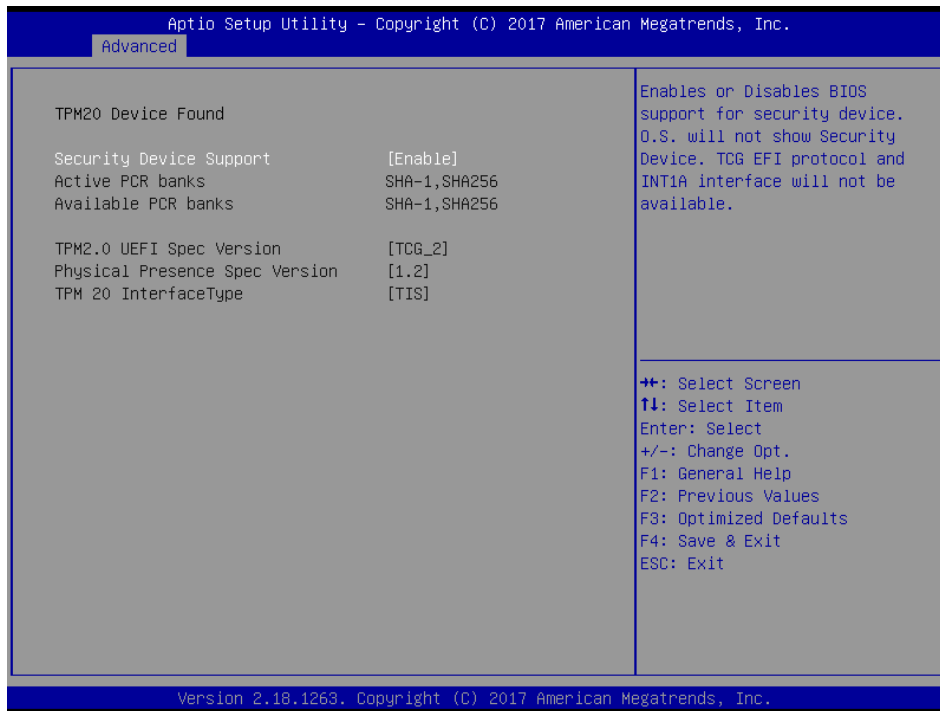 Aptio Setup Utility – Copyright (C) 2017 American Megatrends, Inc.
Advanced
TPM20 Device Found
Security Device Support [Enable]
Active PCR banks SHA-1,SHA256
Available PCR banks SHA-1,SHA256
TPM2.0 UEFI Spec Version [TCG_2]
Physical Presence Spec Version [1.2]
TPM 20 InterfaceType [TIS]
Enables or Disables BIOS
support for security device.
O.S. will not show Security
Device. TCG EFI protocol and
INT1A interface will not be
available.
→←: Select Screen
↑↓: Select Item
Enter: Select
+/-: Change Opt.
F1: General Help
F2: Previous Values
F3: Optimized Defaults
F4: Save & Exit
ESC: Exit
Version 2.18.1263. Copyright (C) 2017 American Megatrends, Inc.